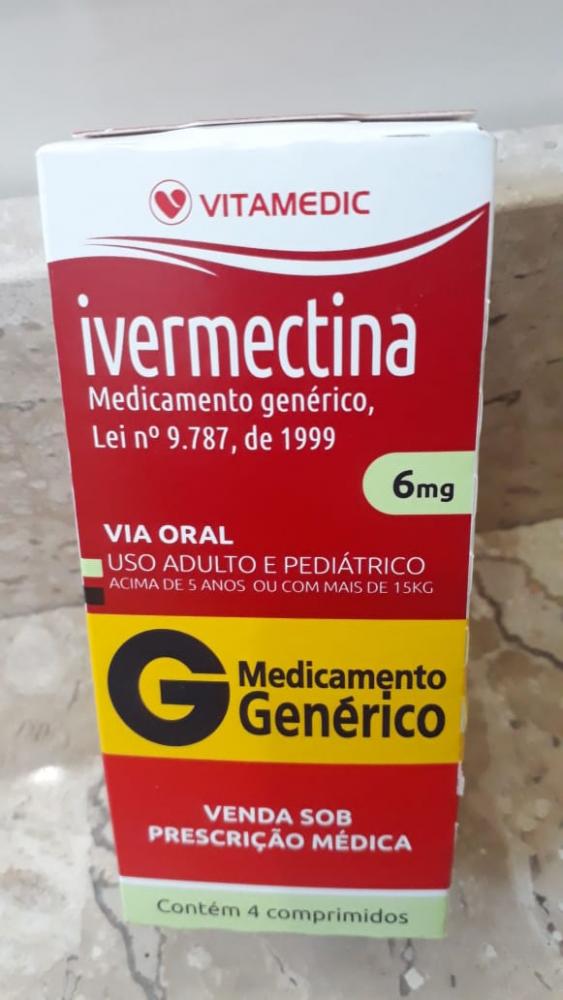 VITAMEDIC
ivermectina
Medicamento genérico,
Lei nº 9.787, de 1999
6mg
VIA ORAL
USO ADULTO E PEDIÁTRICO
ACIMA DE 5 ANOS OU COM MAIS DE 15KG
G
Medicamento
Genérico
VENDA SOB
PRESCRIÇÃO MÉDICA
Contém 4 comprimidos